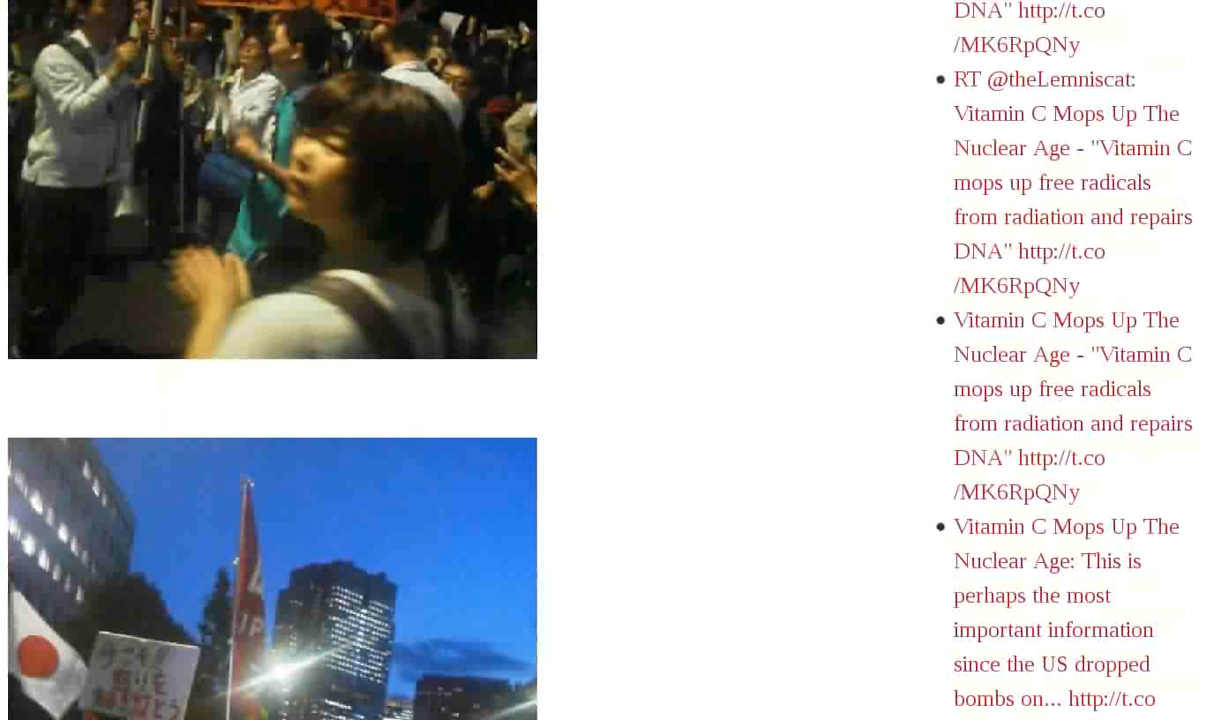 DNA" http://t.co
/MK6RpQNy
RT @theLemniscat:
Vitamin C Mops Up The
Nuclear Age - "Vitamin C
mops up free radicals
from radiation and repairs
DNA" http://t.co
/MK6RpQNy
Vitamin C Mops Up The
Nuclear Age - "Vitamin C
mops up free radicals
from radiation and repairs
DNA" http://t.co
/MK6RpQNy
Vitamin C Mops Up The
Nuclear Age: This is
perhaps the most
important information
since the US dropped
bombs on... http://t.co